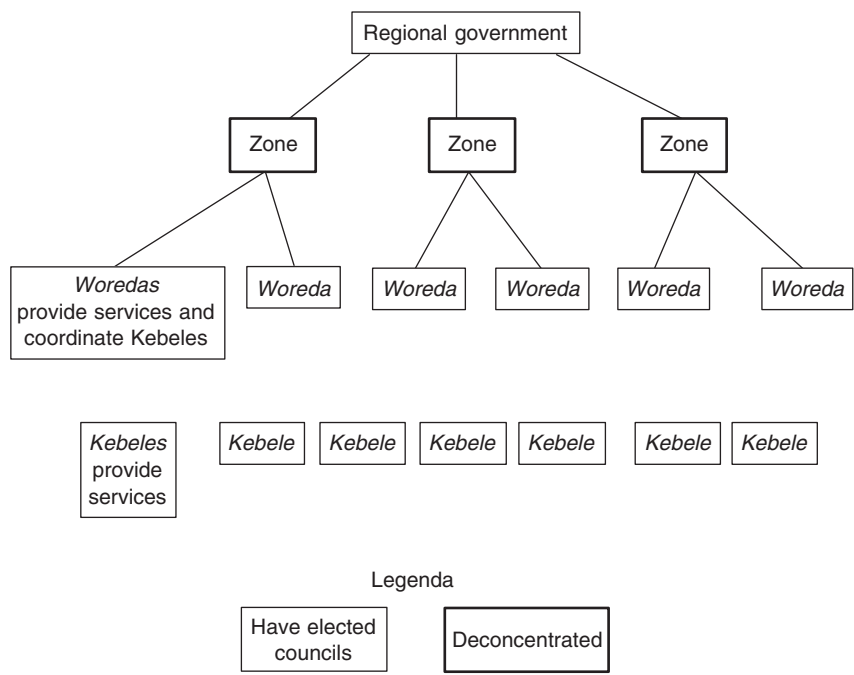 Regional government
Zone
Zone
Zone
Woredas
provide services and
coordinate Kebeles
Woreda
Woreda
Woreda
Woreda
Woreda
Kebeles
provide
services
Kebele
Kebele
Kebele
Kebele
Kebele
Kebele
Legenda
Have elected
councils
Deconcentrated